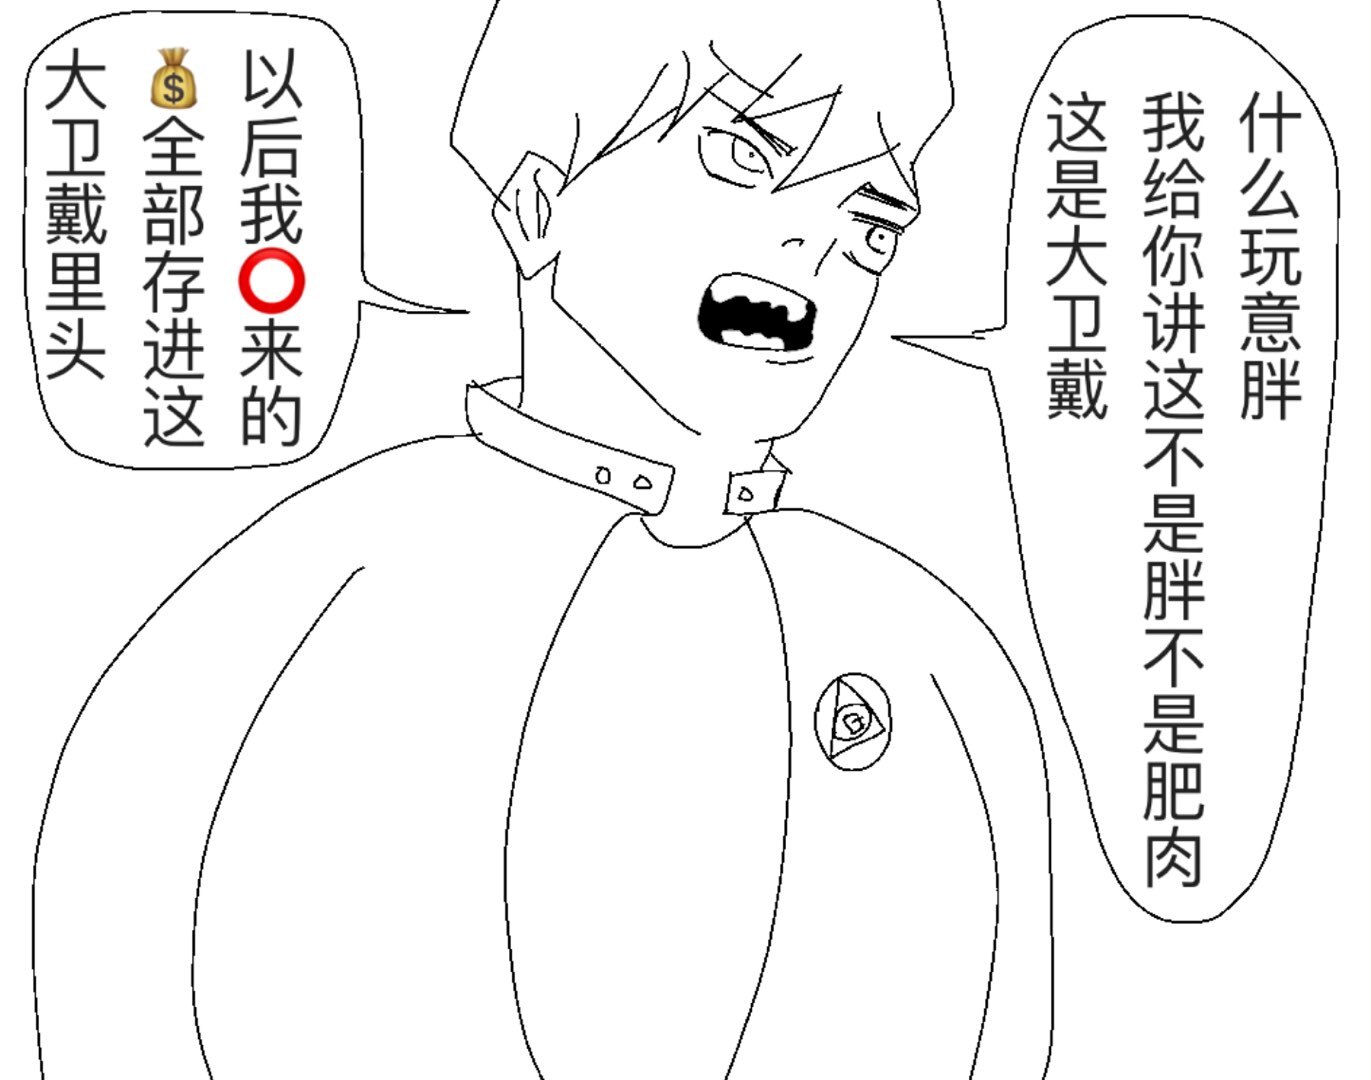 什么玩意胖
我给你讲这不是胖不是肥肉
这是大卫戴
以后我⭕来的
💰全部存进这
大卫戴里头